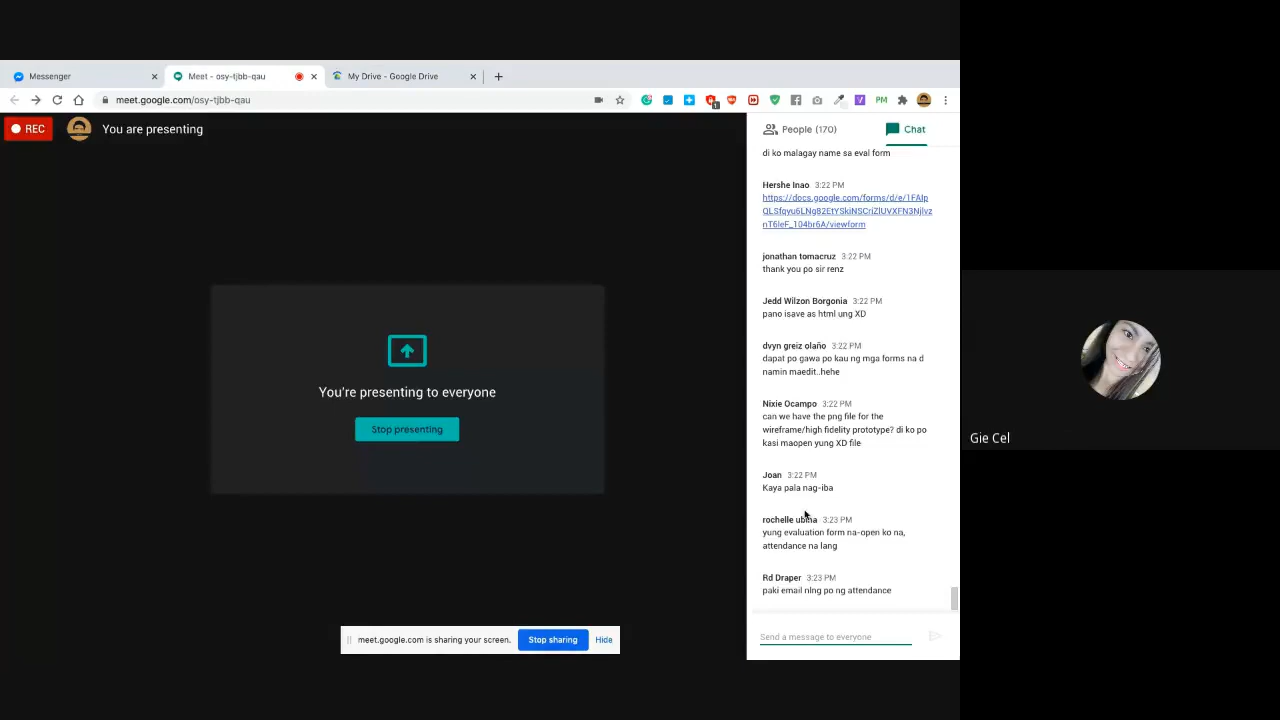 Messenger
Meet - osy-tjbb-qau
My Drive - Google Drive
meet.google.com/osy-tjbb-qau
1
PM
REC
You are presenting
People (170)
Chat
di ko malagay name sa eval form
Hershe Inao 3:22 PM
https://docs.google.com/forms/d/e/1FAIp
QLSfqyu6LNg82EtYSkiNSCriZlUVXFN3Njlvz
nT6leF_104br6A/viewform
jonathan tomacruz 3:22 PM
thank you po sir renz
Jedd Wilzon Borgonia 3:22 PM
pano isave as html ung XD
dvyn greiz olaño 3:22 PM
dapat po gawa po kau ng mga forms na d
namin maedit..hehe
Nixie Ocampo 3:22 PM
can we have the png file for the
wireframe/high fidelity prototype? di ko po
kasi maopen yung XD file
Joan 3:22 PM
Kaya pala nag-iba
rochelle ubina 3:23 PM
yung evaluation form na-open ko na,
attendance na lang
Rd Draper 3:23 PM
paki email nlng po ng attendance
Send a message to everyone
You're presenting to everyone
Stop presenting
meet.google.com is sharing your screen.
Stop sharing
Hide
Gie Cel